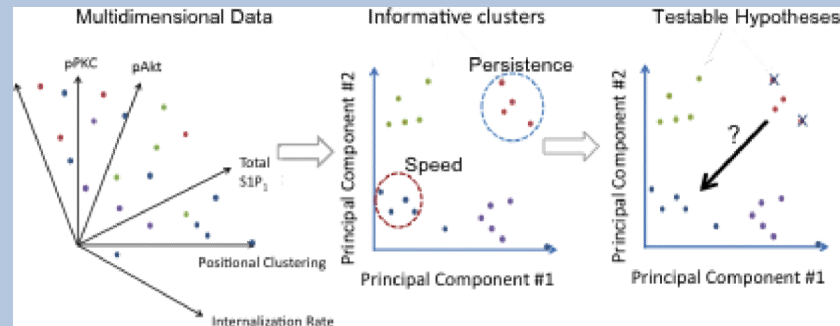 Multidimensional Data
pPKC
pAkt
Total
S1P₁
Positional Clustering
Internalization Rate
Informative clusters
Persistence
Speed
Principal Component #2
Principal Component #1
Testable Hypotheses
X
X
?
Principal Component #2
Principal Component #1